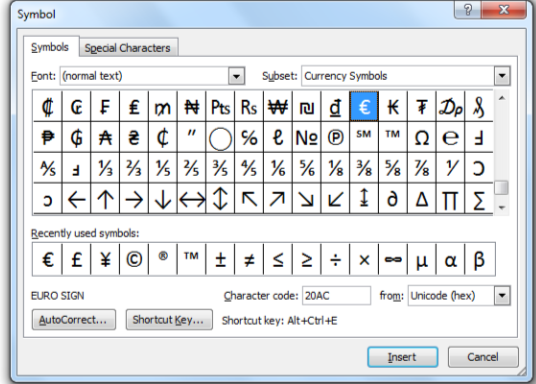 Symbol
Symbols Special Characters
Font: (normal text) Subset: Currency Symbols
₡ ₢ ₣ ₤ ₥ ₦ ₧ ₨ ₩ ₪ ₫ € ₭ ₮ ₯ ₰
₱ ₲ ₳ ₴ ₵ ″ ⃝ ℅ ℓ № ℗ ℠ ™ Ω ℮ Ⅎ
⅍ ⅎ ⅓ ⅔ ⅕ ⅖ ⅗ ⅘ ⅙ ⅚ ⅛ ⅜ ⅝ ⅞ ⅟ Ↄ
ↄ ← ↑ → ↓ ↔ ↕ ↖ ↗ ↘ ↙ ↨ ∂ ∆ ∏ ∑
Recently used symbols:
€ £ ¥ © ® ™ ± ≠ ≤ ≥ ÷ × ∞ µ α β
EURO SIGN Character code: 20AC from: Unicode (hex)
AutoCorrect... Shortcut Key... Shortcut key: Alt+Ctrl+E
Insert Cancel